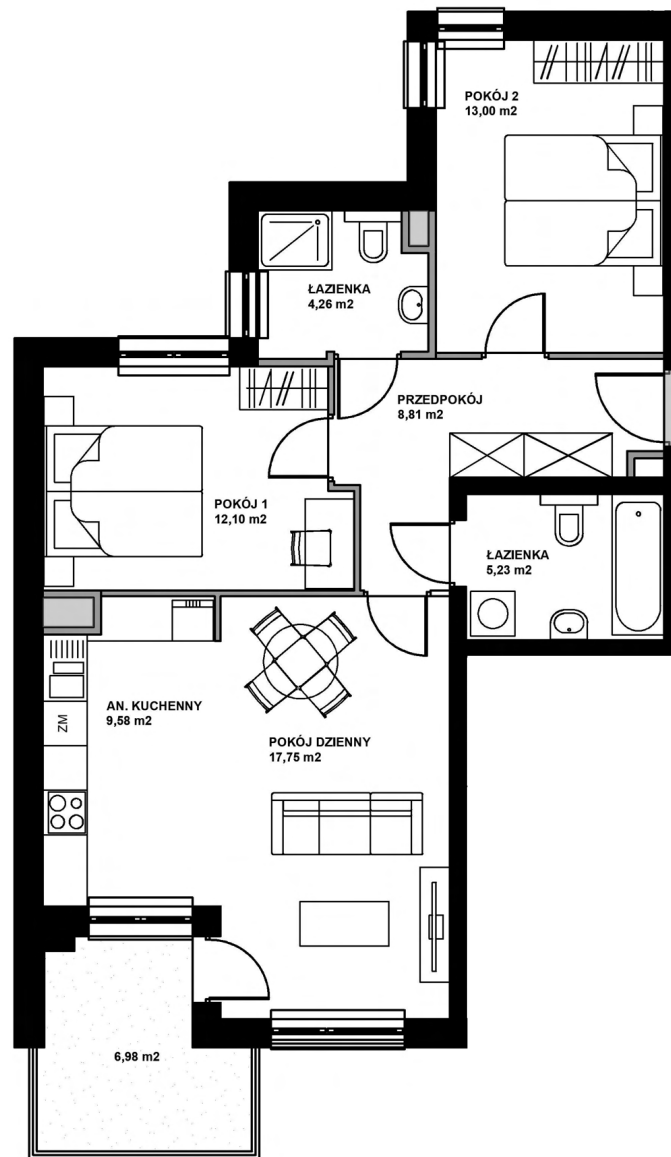 POKÓJ 2
13,00 m2
ŁAZIENKA
4,26 m2
PRZEDPOKÓJ
8,81 m2
POKÓJ 1
12,10 m2
ŁAZIENKA
5,23 m2
AN. KUCHENNY
9,58 m2
ZM
POKÓJ DZIENNY
17,75 m2
6,98 m2